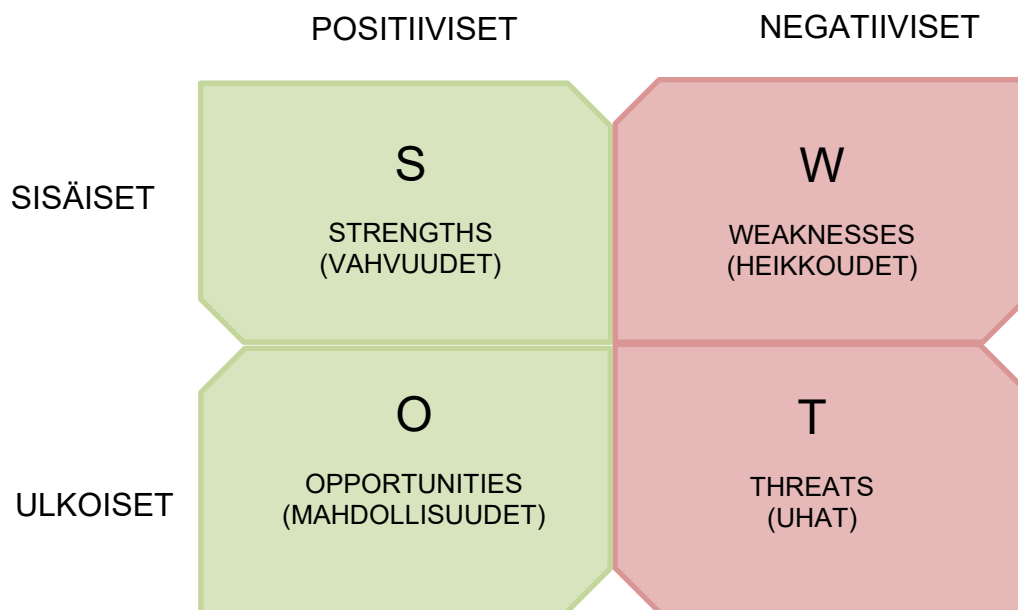 POSITIIVISET
NEGATIIVISET
SISÄISET
S
STRENGTHS
(VAHVUUDET)
W
WEAKNESSES
(HEIKKOUDET)
ULKOISET
O
OPPORTUNITIES
(MAHDOLLISUUDET)
T
THREATS
(UHAT)